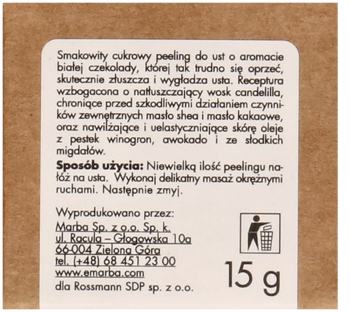 Smakowity cukrowy peeling do ust o aromacie
białej czekolady, której tak trudno się oprzeć,
skutecznie złuszcza i wygładza usta. Receptura
wzbogacona o natłuszczający wosk candelilla,
chroniące przed szkodliwymi działaniem czynni-
ków zewnętrznych masło shea i masło kakaowe,
oraz nawilżające i uelastyczniające skórę oleje
z pestek winogron, awokado i ze słodkich
migdałów.
Sposób użycia: Niewielką ilość peelingu na-
łóż na usta. Wykonaj delikatny masaż okrężnymi
ruchami. Następnie zmyj.
Wyprodukowano przez:
Marba Sp. z o.o. Sp. k.
ul. Racula – Głogowska 10a
66-004 Zielona Góra
tel. (+48) 68 451 23 00
www.emarba.com
dla Rossmann SDP sp. z o.o.
15 g